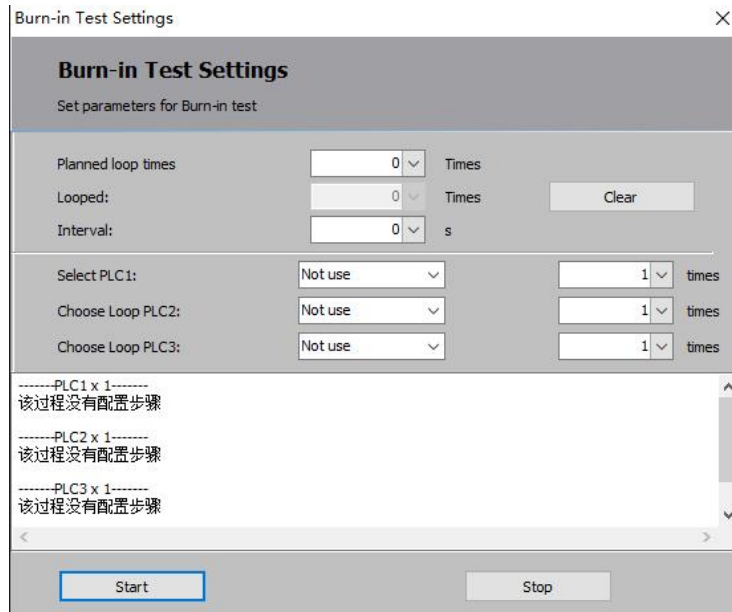 Burn-in Test Settings
Burn-in Test Settings
Set parameters for Burn-in test
Planned loop times 0 Times
Looped: 0 Times Clear
Interval: 0 s
Select PLC1: Not use 1 times
Choose Loop PLC2: Not use 1 times
Choose Loop PLC3: Not use 1 times
-------PLC1 x 1-------
该过程没有配置步骤
-------PLC2 x 1-------
该过程没有配置步骤
-------PLC3 x 1-------
该过程没有配置步骤
Start Stop